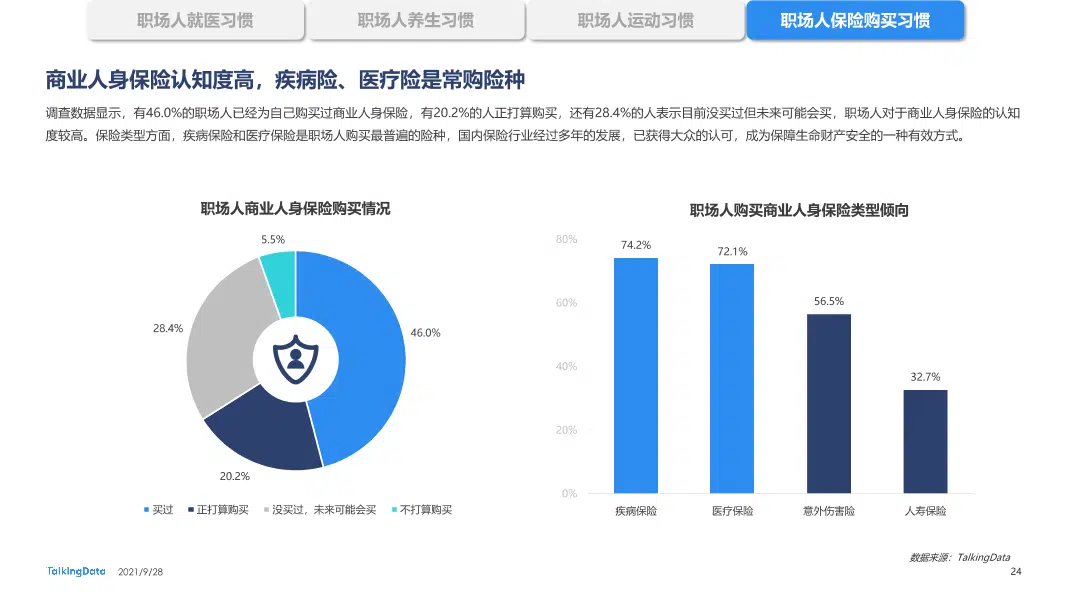 职场人就医习惯
职场人养生习惯
职场人运动习惯
职场人保险购买习惯
商业人身保险认知度高，疾病险、医疗险是常购险种
调查数据显示，有46.0%的职场人已经为自己购买过商业人身保险，有20.2%的人正打算购买，还有28.4%的人表示目前没买过但未来可能会买，职场人对于商业人身保险的认知
度较高。保险类型方面，疾病保险和医疗保险是职场人购买最普遍的险种，国内保险行业经过多年的发展，已获得大众的认可，成为保障生命财产安全的一种有效方式。
职场人商业人身保险购买情况
5.5%
28.4%
46.0%
20.2%
买过
正打算购买
没买过，未来可能会买
不打算购买
职场人购买商业人身保险类型倾向
80%
60%
40%
20%
0%
74.2%
72.1%
56.5%
32.7%
疾病保险
医疗保险
意外伤害险
人寿保险
数据来源：TalkingData
TalkingData
2021/9/28
24